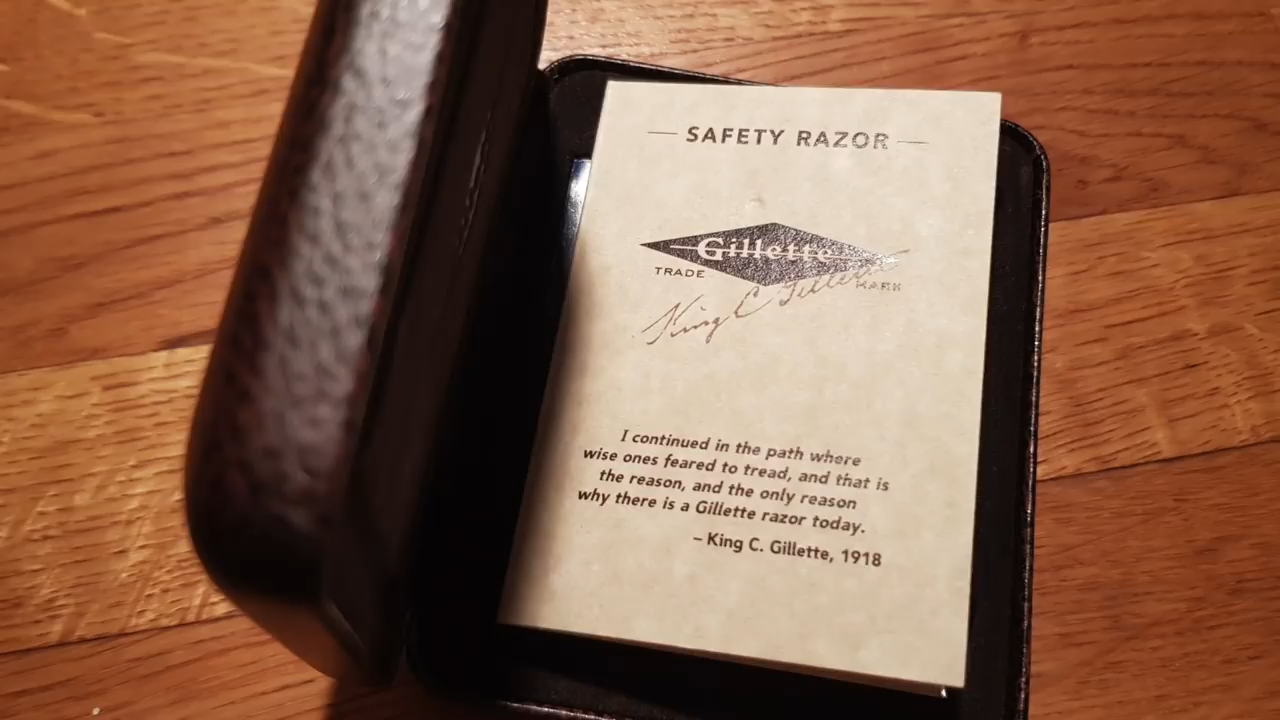 — SAFETY RAZOR —
Gillette
TRADE MARK
King C Gillette
I continued in the path where
wise ones feared to tread, and that is
the reason, and the only reason
why there is a Gillette razor today.
– King C. Gillette, 1918